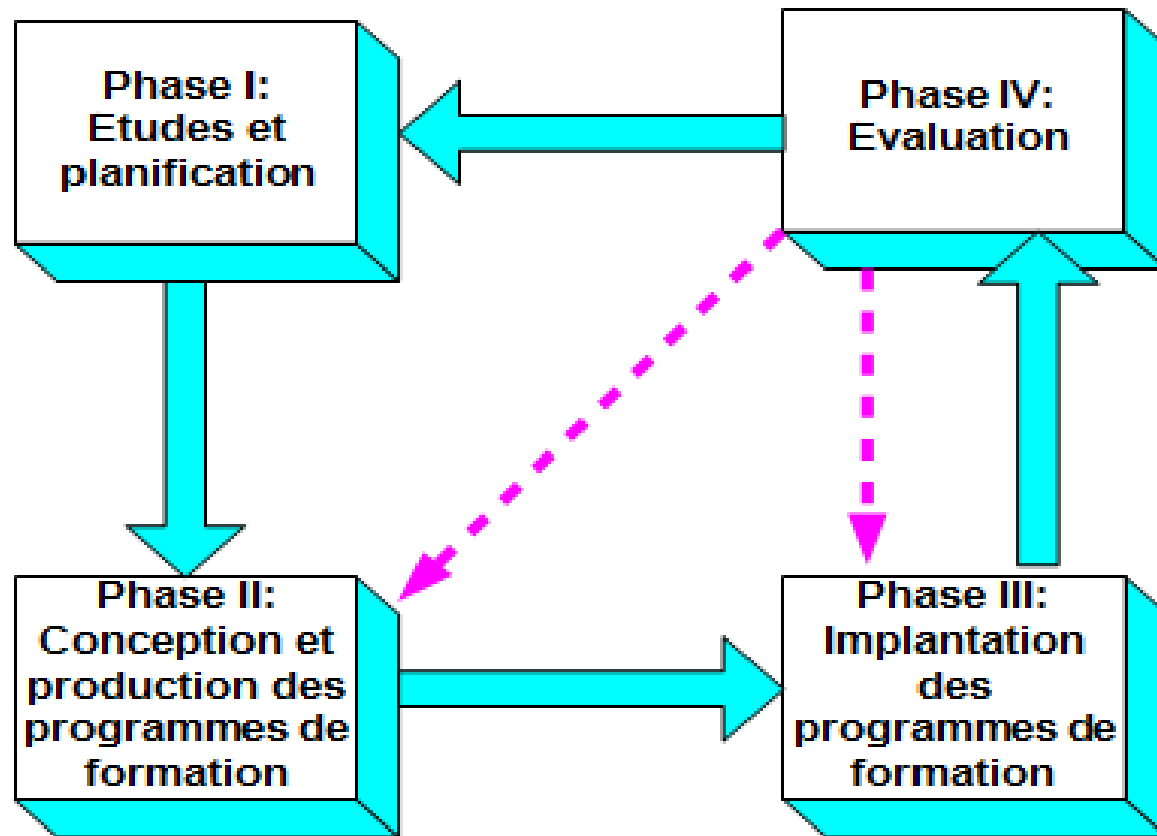 Phase I:
Etudes et
planification
Phase IV:
Evaluation
Phase II:
Conception et
production des
programmes de
formation
Phase III:
Implantation
des
programmes de
formation